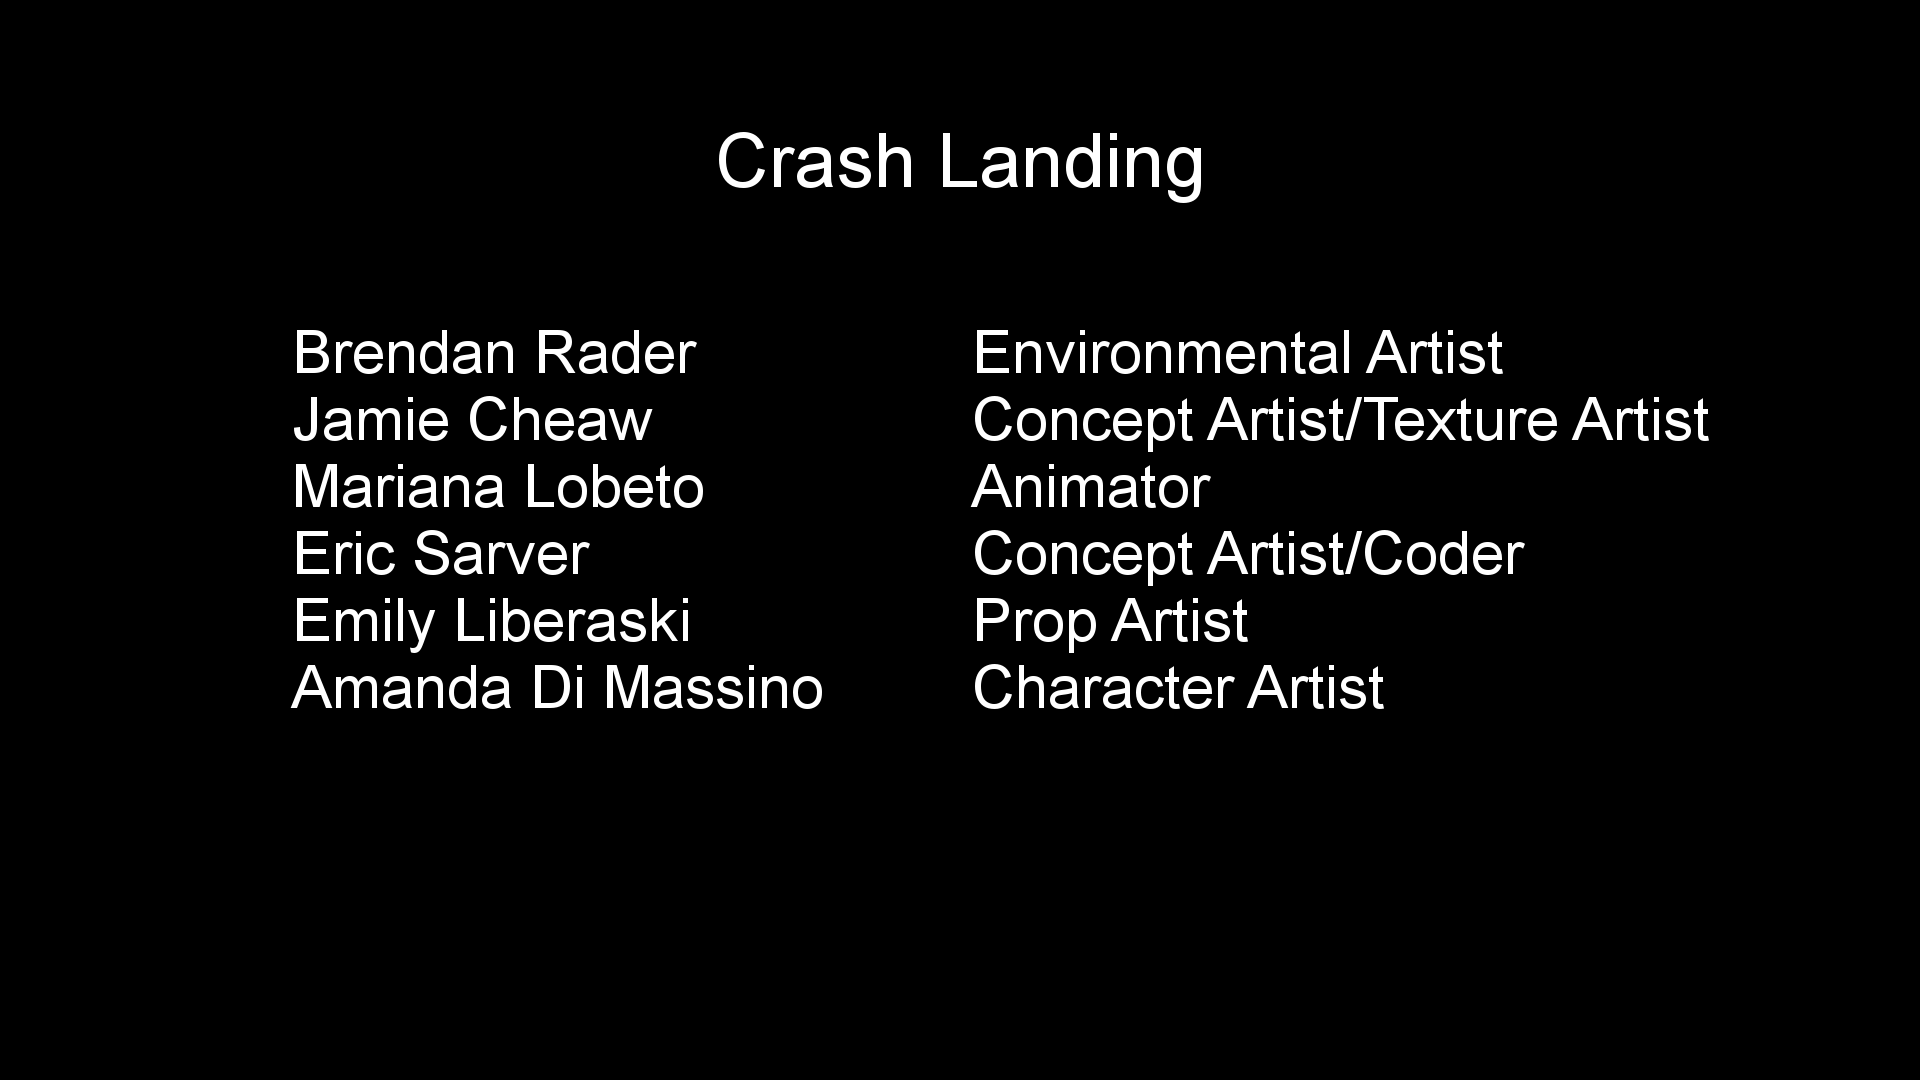 Crash Landing
Brendan Rader Environmental Artist
Jamie Cheaw Concept Artist/Texture Artist
Mariana Lobeto Animator
Eric Sarver Concept Artist/Coder
Emily Liberaski Prop Artist
Amanda Di Massino Character Artist